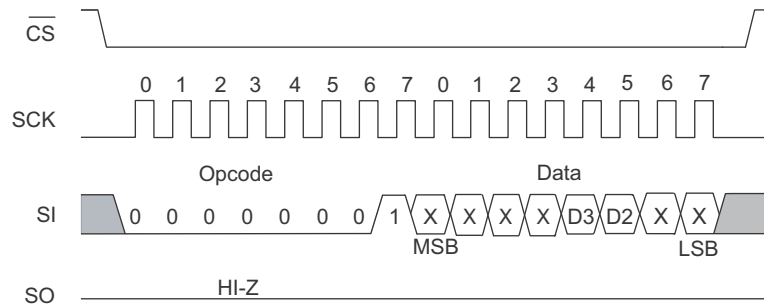 CS
0 1 2 3 4 5 6 7 0 1 2 3 4 5 6 7
SCK
Opcode Data
SI 0 0 0 0 0 0 0 1 X X X X D3 D2 X X
MSB LSB
HI-Z
SO